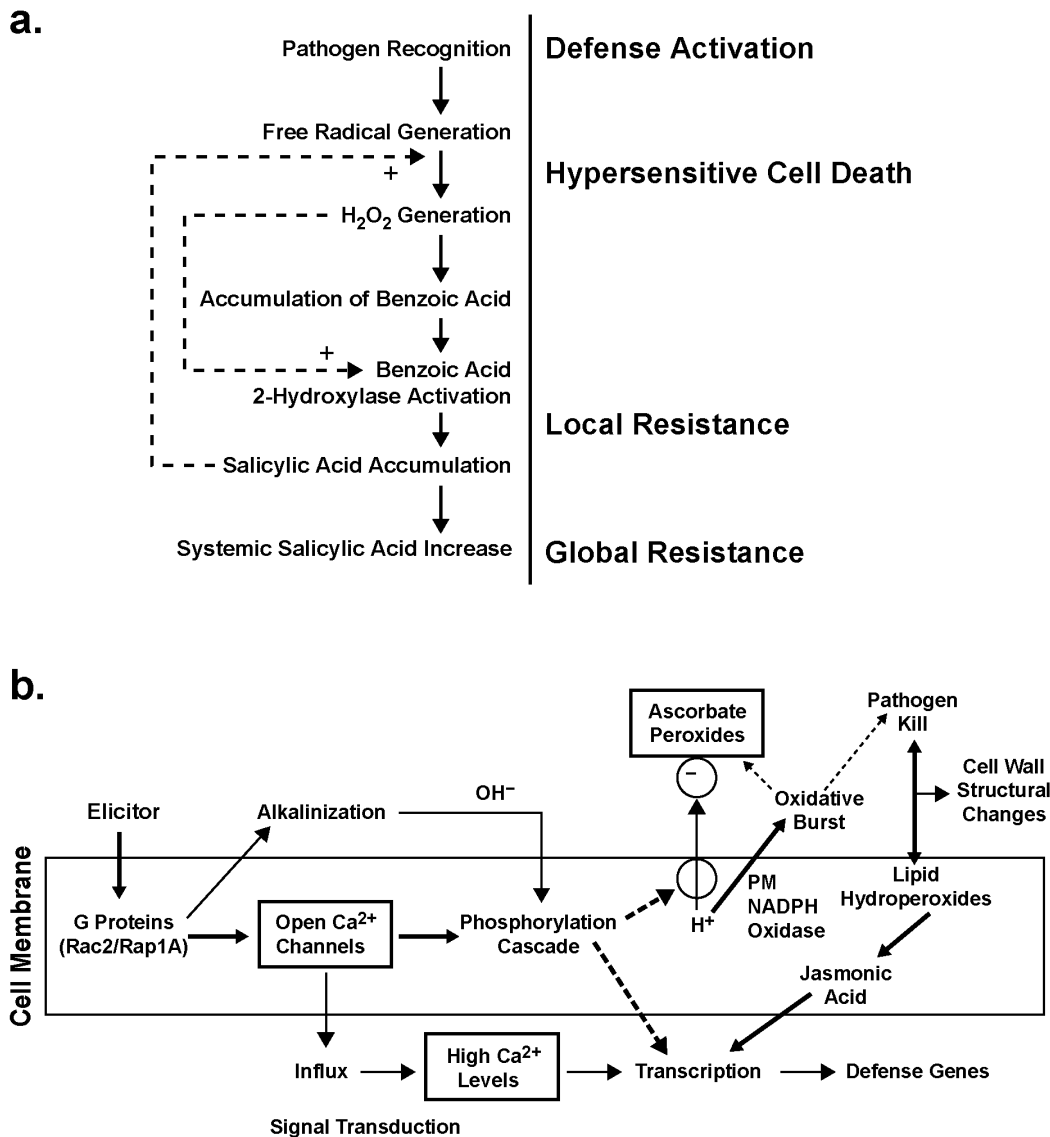 a.
Pathogen Recognition
Defense Activation
Free Radical Generation
+
Hypersensitive Cell Death
H₂O₂ Generation
Accumulation of Benzoic Acid
+
Benzoic Acid
2-Hydroxylase Activation
Local Resistance
Salicylic Acid Accumulation
Systemic Salicylic Acid Increase
Global Resistance
b.
Ascorbate
Peroxides
−
Pathogen
Kill
Cell Wall
Structural
Changes
Oxidative
Burst
Elicitor
Alkalinization
OH⁻
Cell Membrane
G Proteins
(Rac2/Rap1A)
Open Ca²⁺
Channels
Phosphorylation
Cascade
H⁺
PM
NADPH
Oxidase
Lipid
Hydroperoxides
Jasmonic
Acid
Influx
High Ca²⁺
Levels
Transcription
Defense Genes
Signal Transduction